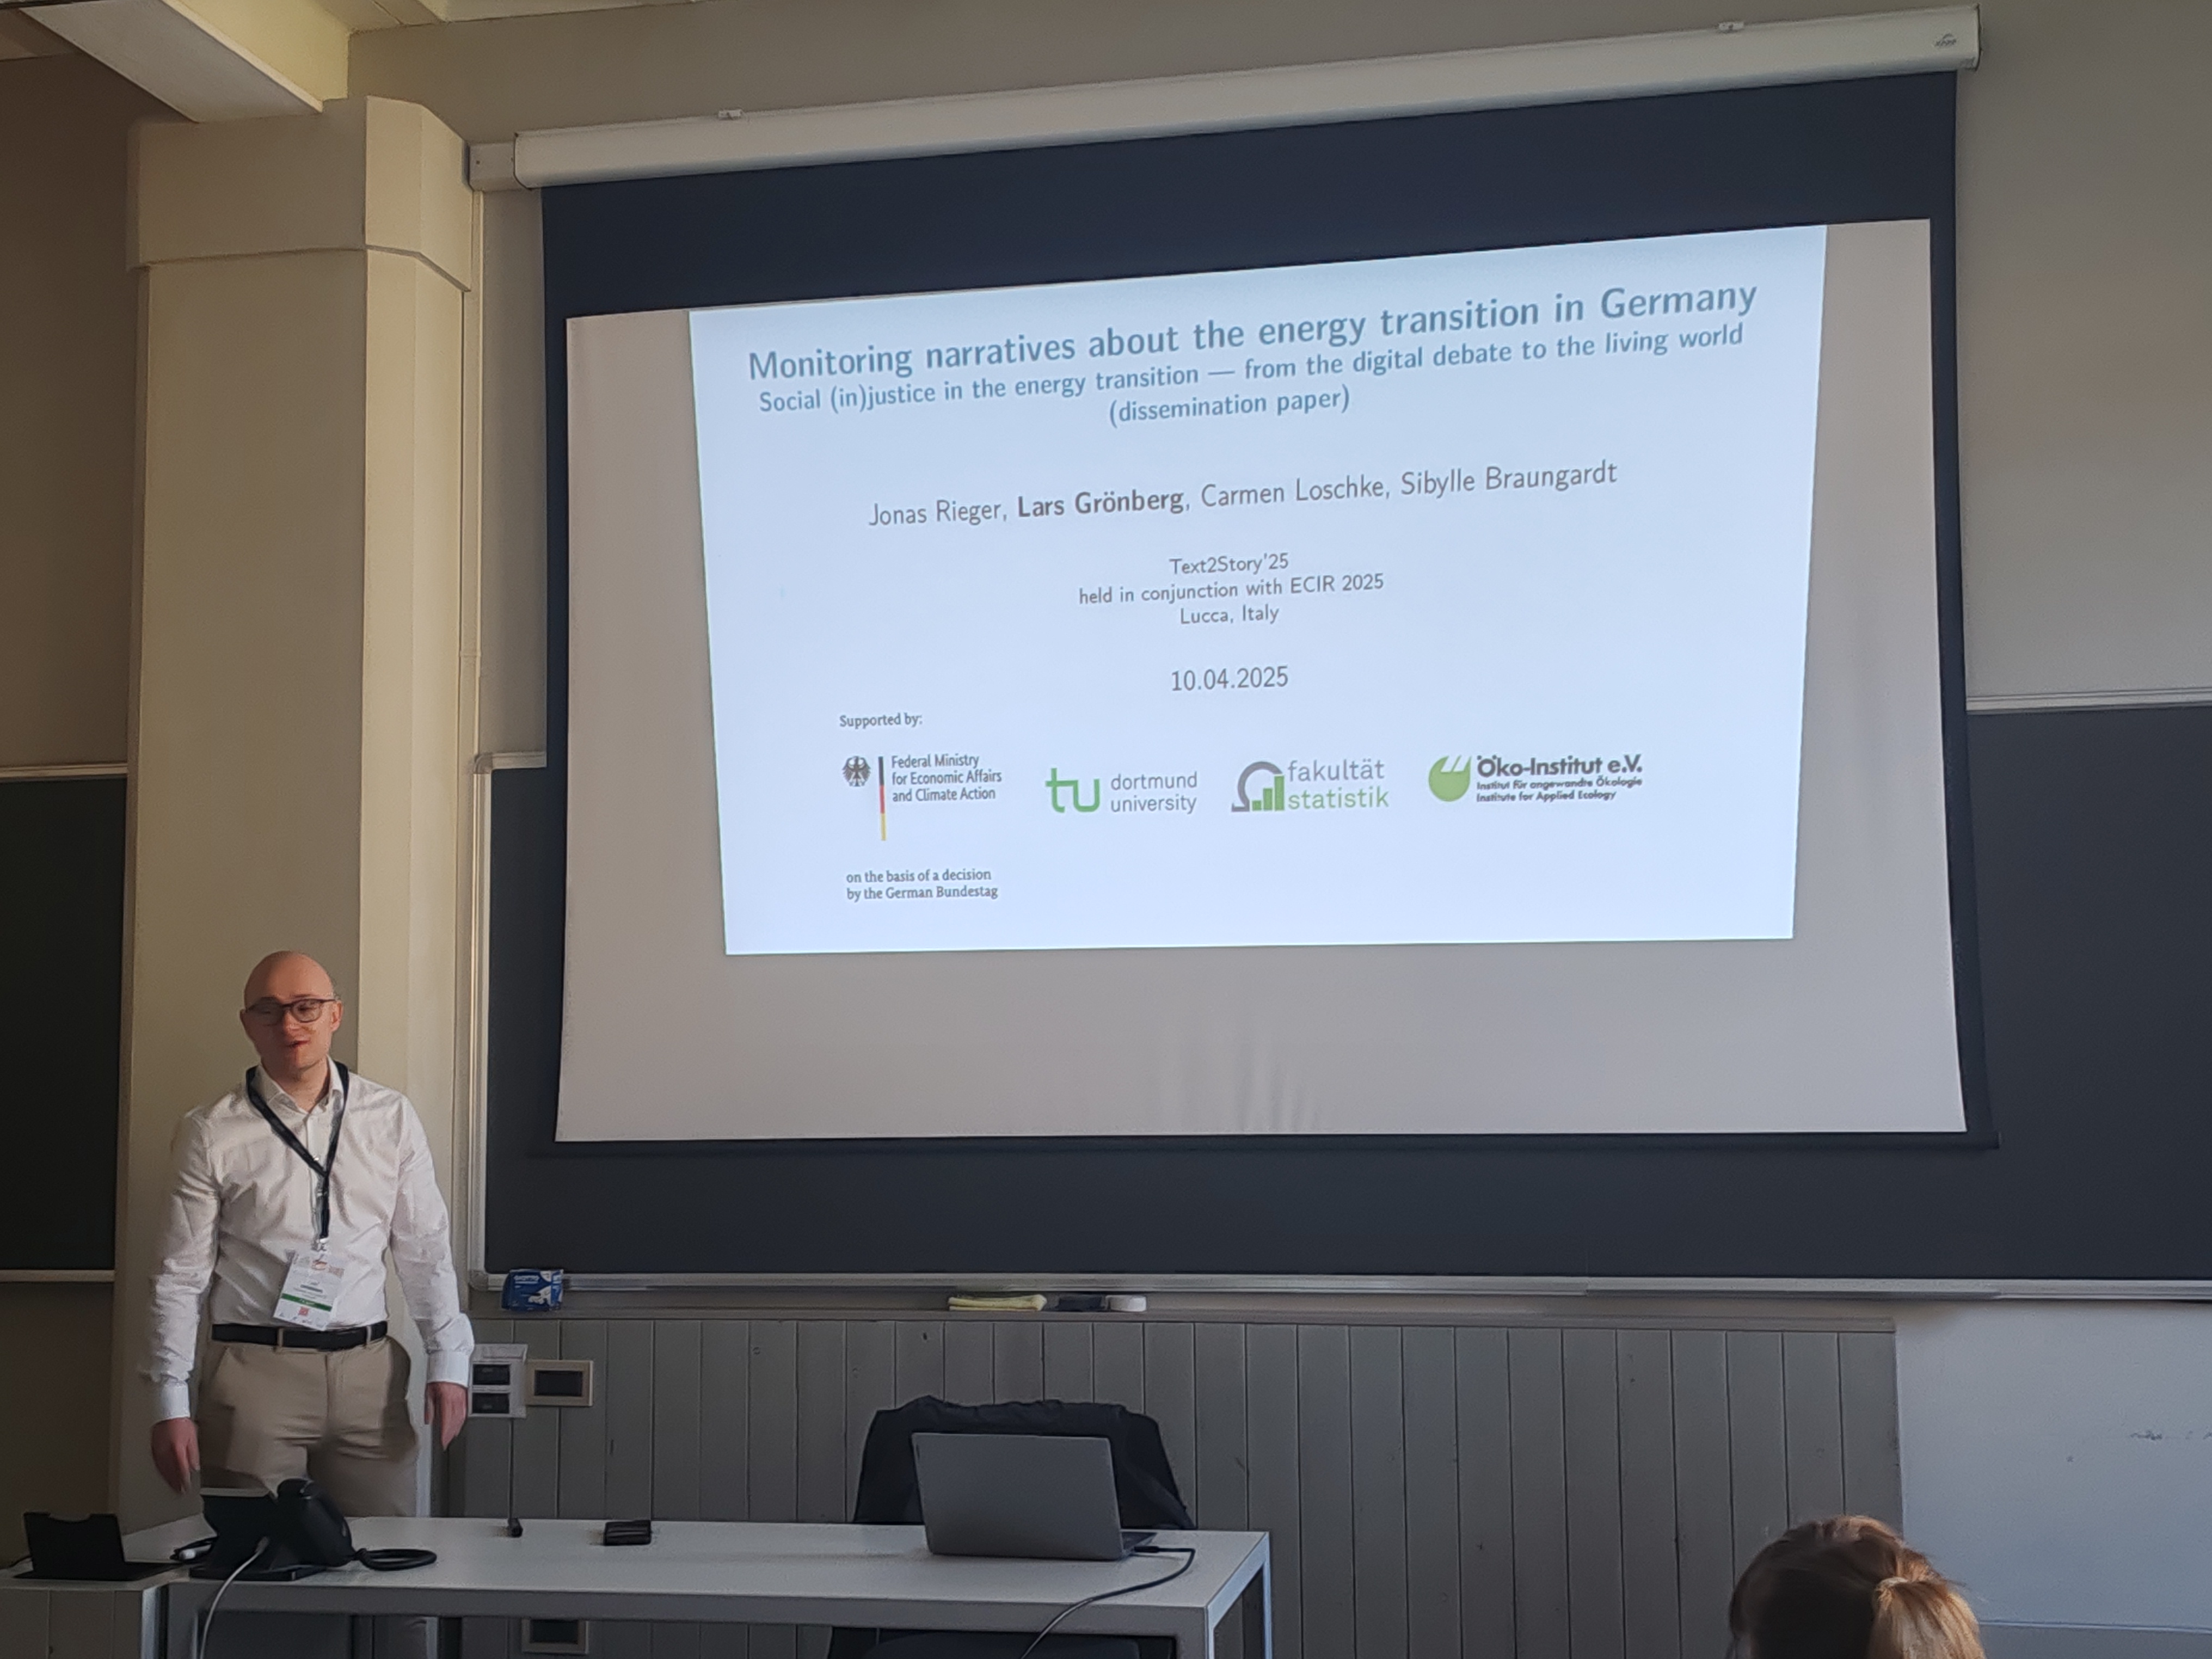 Monitoring narratives about the energy transition in Germany
Social (in)justice in the energy transition — from the digital debate to the living world
(dissemination paper)
Jonas Rieger, Lars Grönberg, Carmen Loschke, Sibylle Braungardt
Text2Story'25
held in conjunction with ECIR 2025
Lucca, Italy
10.04.2025
Supported by:
Federal Ministry
for Economic Affairs
and Climate Action
on the basis of a decision
by the German Bundestag
tu dortmund
university
fakultät
statistik
Öko-Institut e.V.
Institut für angewandte Ökologie
Institute for Applied Ecology